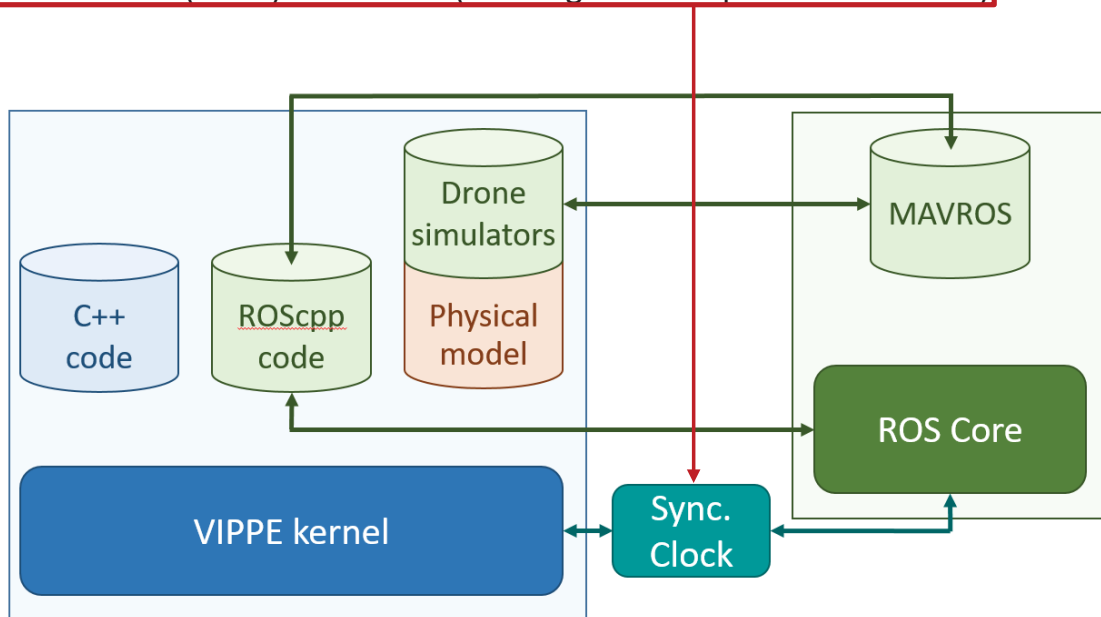 Drone
simulators
MAVROS
C++
code
ROScpp
code
Physical
model
ROS Core
VIPPE kernel
Sync.
Clock